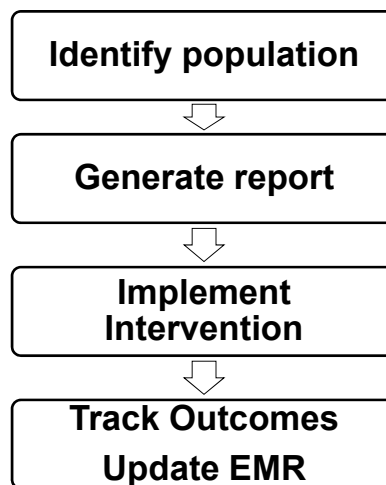 Identify population
Generate report
Implement
Intervention
Track Outcomes
Update EMR